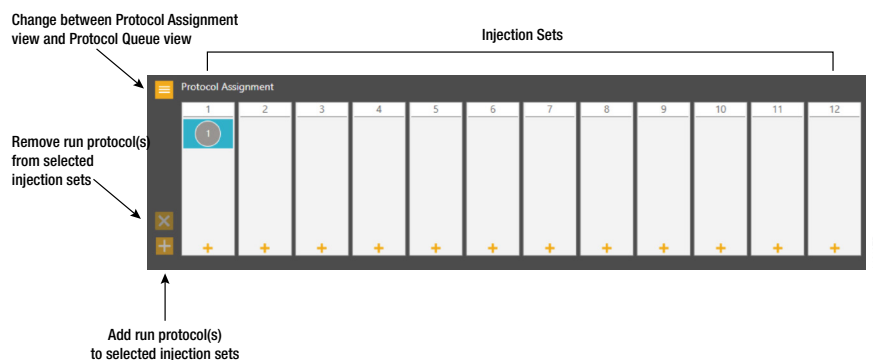 Change between Protocol Assignment
view and Protocol Queue view
Injection Sets
Protocol Assignment
1 2 3 4 5 6 7 8 9 10 11 12
1
Remove run protocol(s)
from selected
injection sets
Add run protocol(s)
to selected injection sets